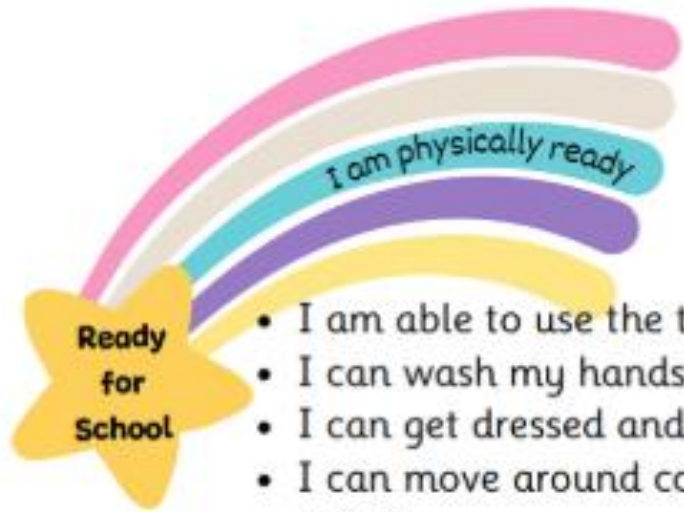 I am physically ready
Ready
for
School
• I am able to use the
• I can wash my hands
• I can get dressed and
• I can move around